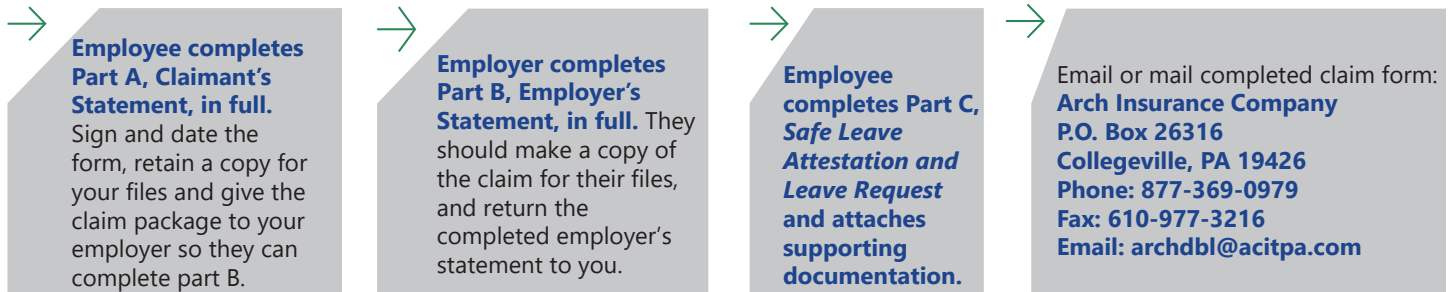 Employee completes
Part A, Claimant's
Statement, in full.
Sign and date the
form, retain a copy for
your files and give the
claim package to your
employer so they can
complete part B.
Employer completes
Part B, Employer's
Statement, in full. They
should make a copy of
the claim for their files,
and return the
completed employer's
statement to you.
Employee
completes Part C,
Safe Leave
Attestation and
Leave Request
and attaches
supporting
documentation.
Email or mail completed claim form:
Arch Insurance Company
P.O. Box 26316
Collegeville, PA 19426
Phone: 877-369-0979
Fax: 610-977-3216
Email: archdbl@acitpa.com